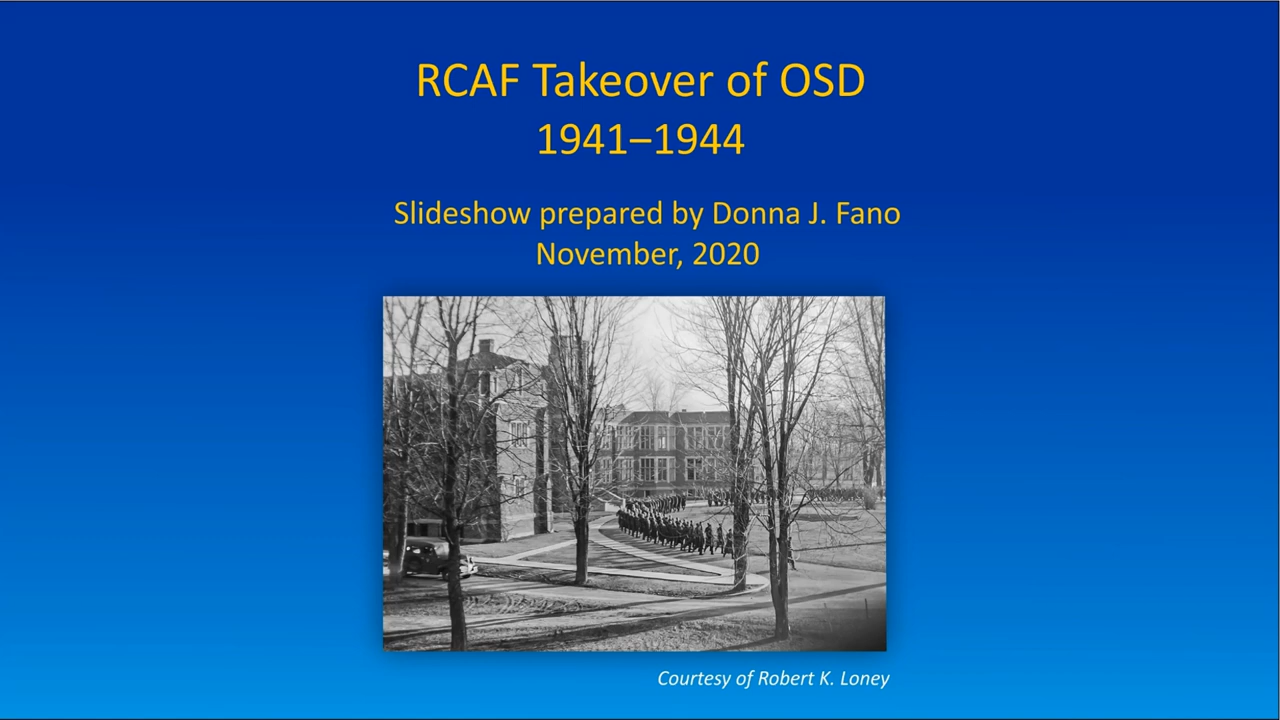 RCAF Takeover of OSD
1941–1944
Slideshow prepared by Donna J. Fano
November, 2020
Courtesy of Robert K. Loney